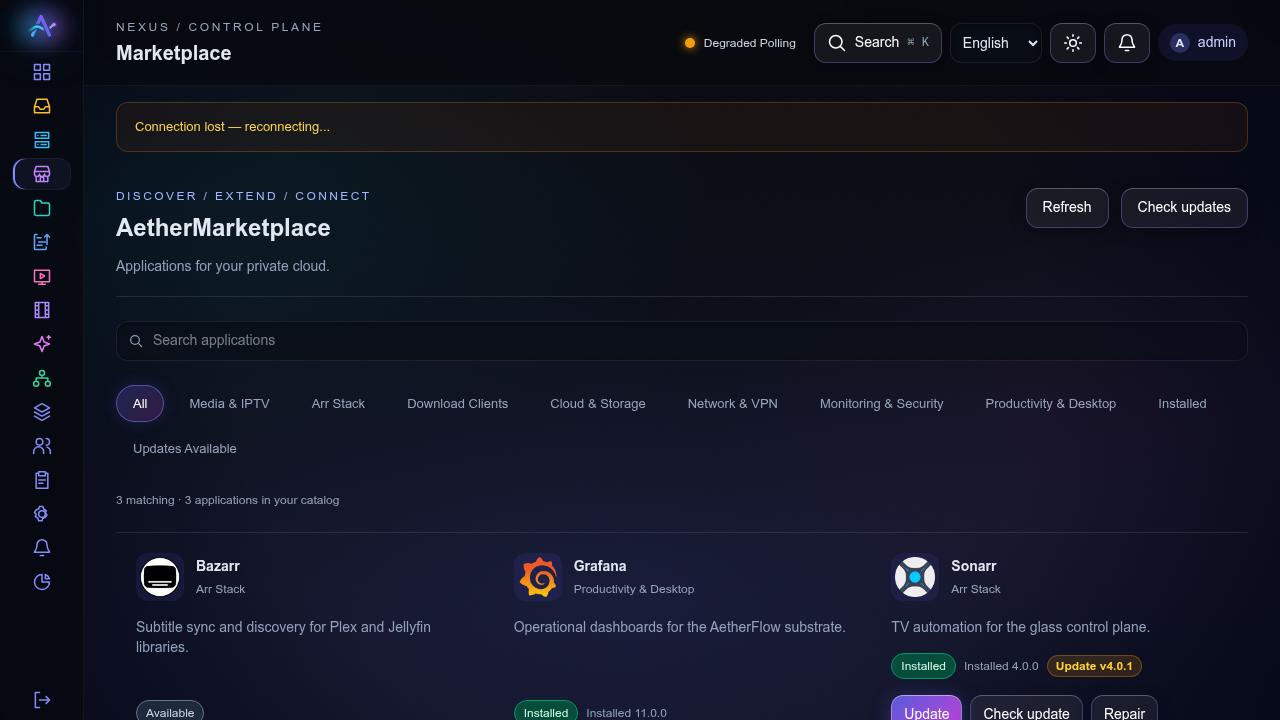 NEXUS / CONTROL PLANE
Marketplace
Degraded Polling
Search ⌘ K
English
A admin
Connection lost — reconnecting...
DISCOVER / EXTEND / CONNECT
AetherMarketplace
Applications for your private cloud.
Refresh
Check updates
Search applications
All Media & IPTV Arr Stack Download Clients Cloud & Storage Network & VPN Monitoring & Security Productivity & Desktop Installed
Updates Available
3 matching · 3 applications in your catalog
Bazarr
Arr Stack
Subtitle sync and discovery for Plex and Jellyfin
libraries.
Available
Grafana
Productivity & Desktop
Operational dashboards for the AetherFlow substrate.
Installed Installed 11.0.0
Sonarr
Arr Stack
TV automation for the glass control plane.
Installed Installed 4.0.0 Update v4.0.1
Update Check update Repair